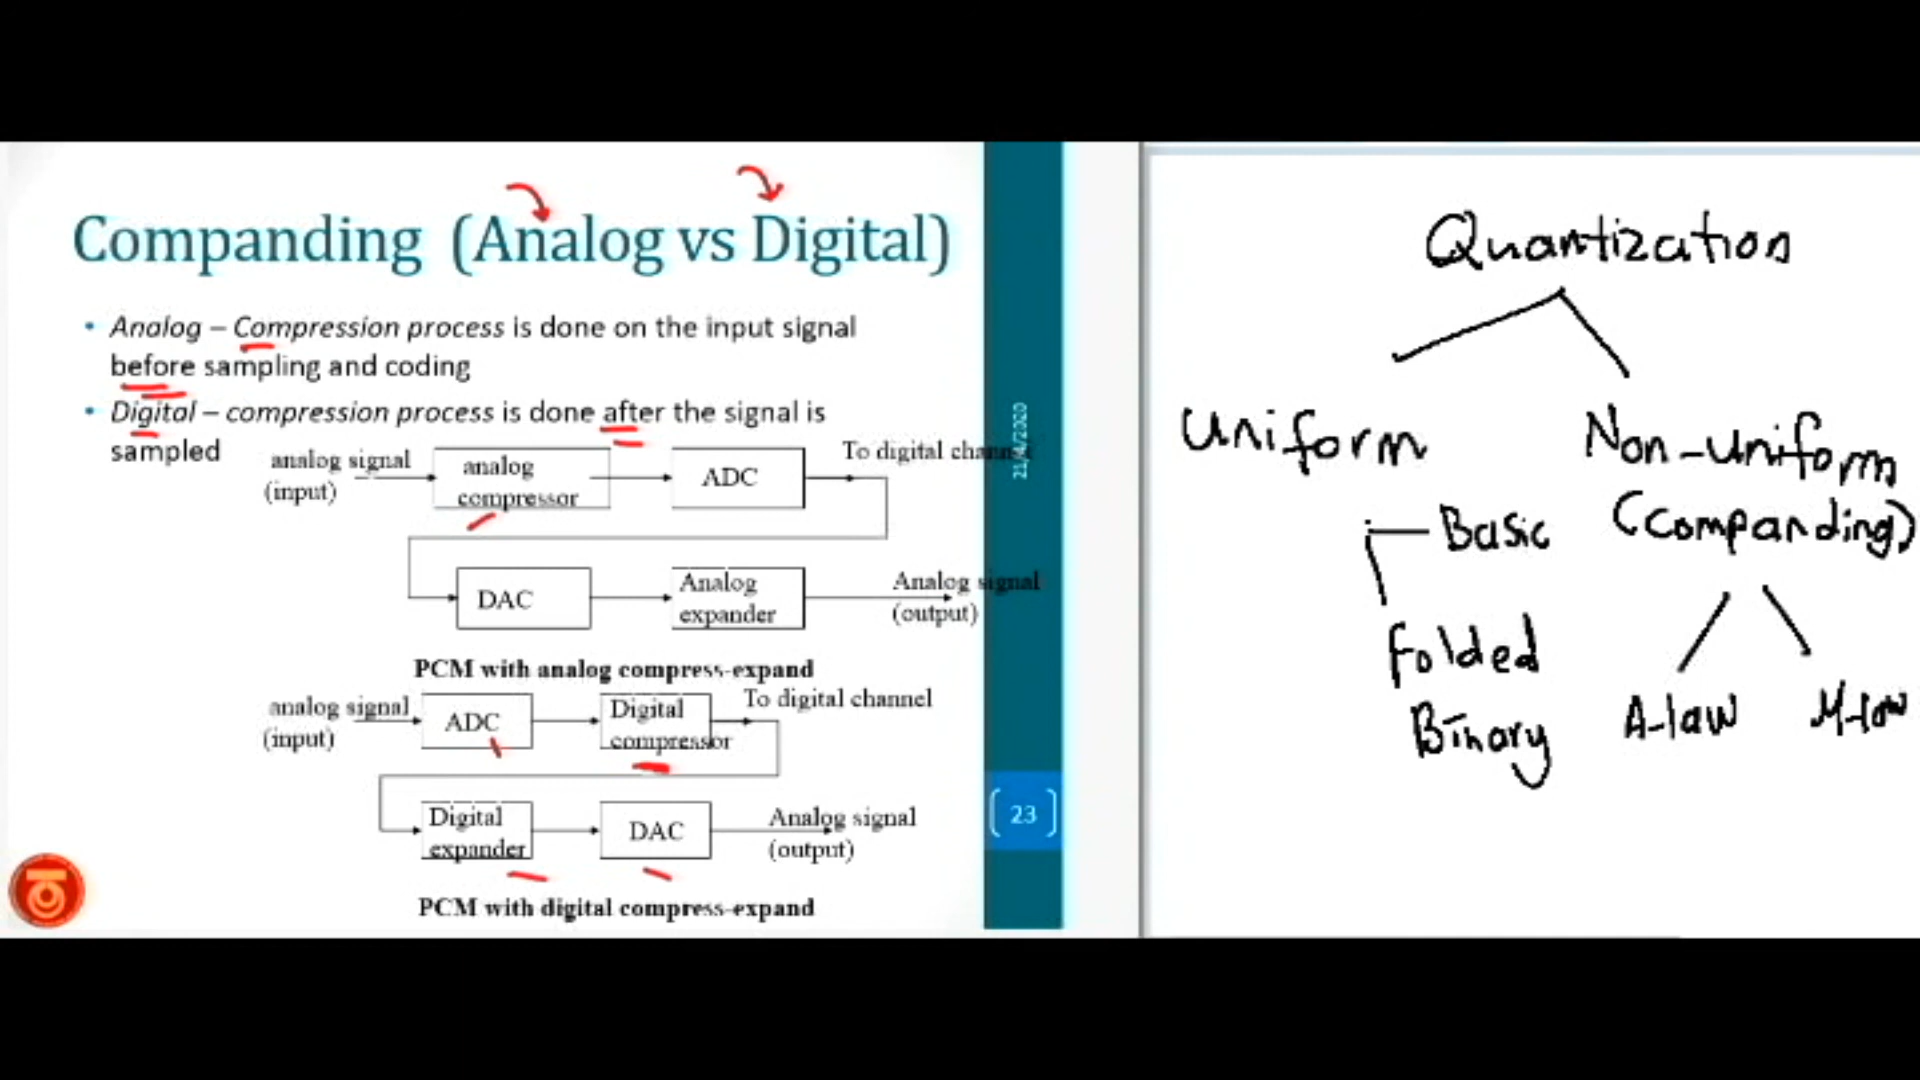 Companding (Analog vs Digital)
• Analog – Compression process is done on the input signal
before sampling and coding
• Digital – compression process is done after the signal is
sampled
analog signal
(input)
analog
compressor
ADC
To digital channel
DAC
Analog
expander
Analog signal
(output)
PCM with analog compress-expand
analog signal
(input)
ADC
Digital
compressor
To digital channel
Digital
expander
DAC
Analog signal
(output)
PCM with digital compress-expand
23
Quantization
Uniform
Non-uniform
(Companding)
Basic
Folded
Binary
A-law
M-law